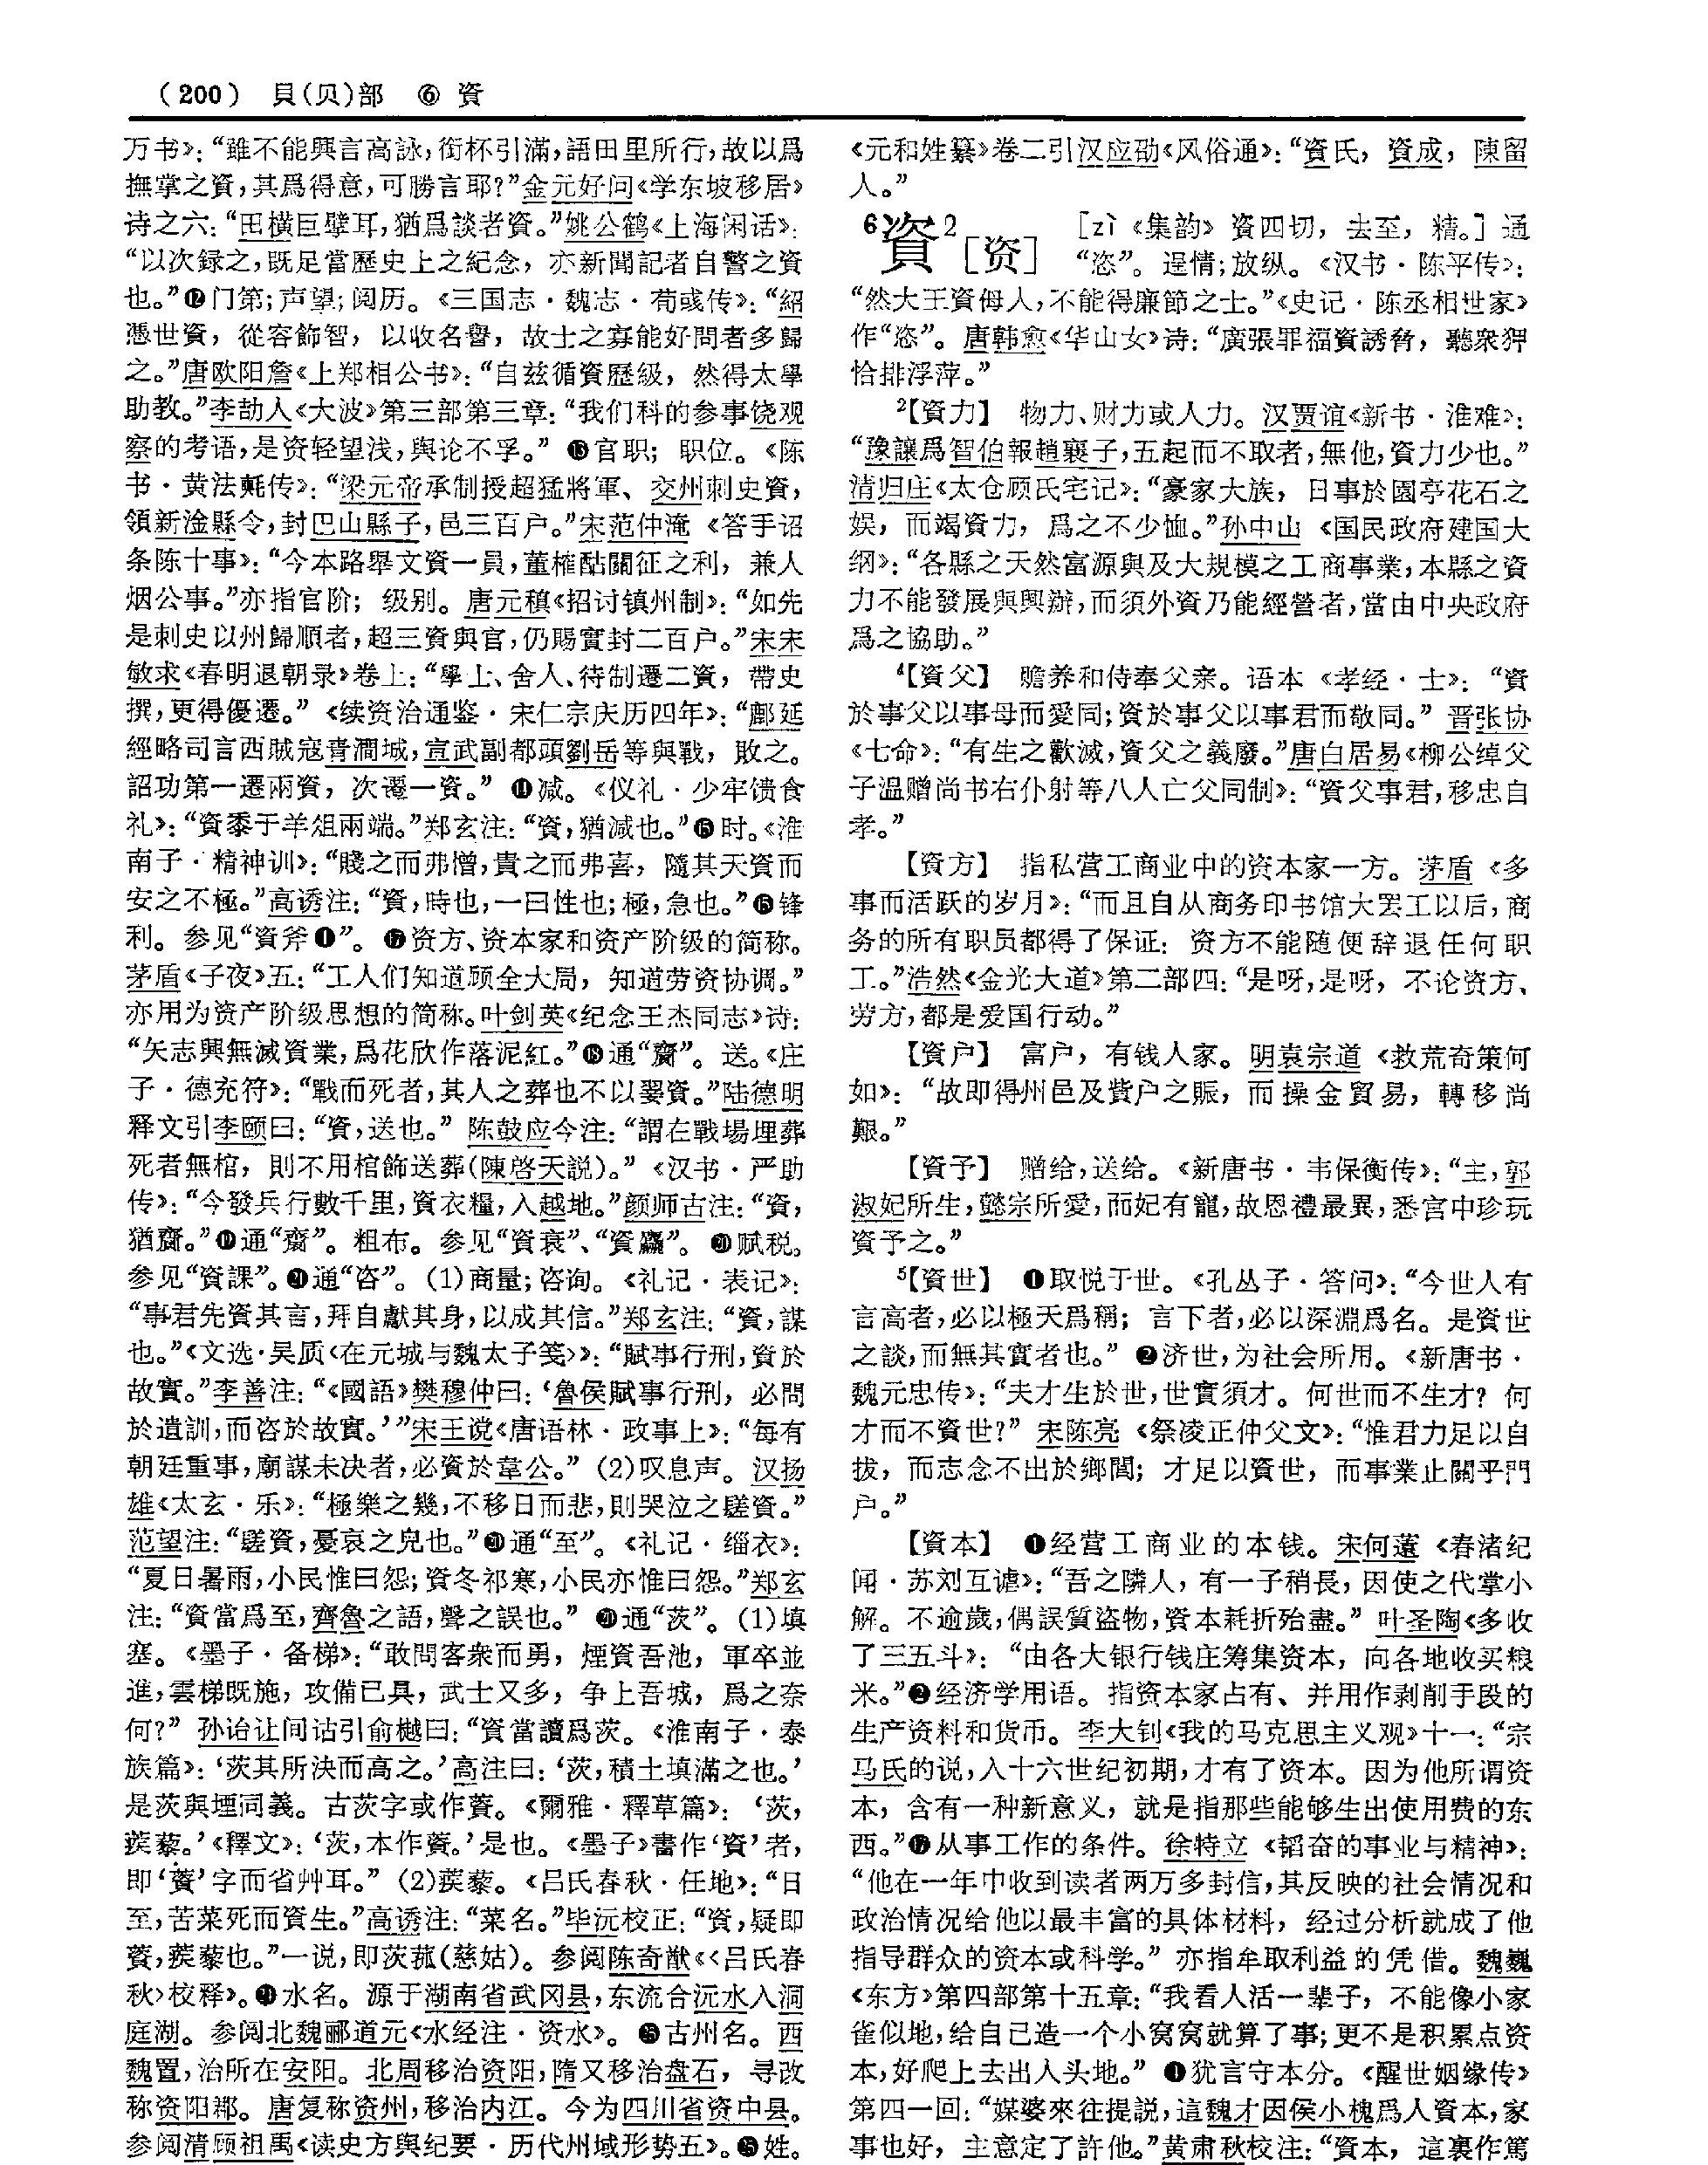 (200) 貝(贝)部 ⑥ 資
万书》：“雖不能興言高詠，銜杯引滿，語田里所行，故以爲
撫掌之資，其爲得意，可勝言耶？”金元好问《学东坡移居》
诗之六：“田横巨擘耳，猶爲談者資。”姚公鹤《上海闲话》：
“以次録之，既足當歷史上之紀念，亦新聞記者自警之資
也。”⓬门第；声望；阅历。《三国志·魏志·荀彧传》：“紹
憑世資，從容飾智，以收名譽，故士之寡能好問者多歸
之。”唐欧阳詹《上郑相公书》：“自兹循資歷級，然得太學
助教。”李劼人《大波》第三部第三章：“我们科的参事饶观
察的考语，是资轻望浅，舆论不孚。” ⓭官职；职位。《陈
书·黄法𣰰传》：“梁元帝承制授超猛將軍、交州刺史資，
領新淦縣令，封巴山縣子，邑三百户。”宋范仲淹《答手诏
条陈十事》：“今本路舉文資一員，董榷酤關征之利，兼人
烟公事。”亦指官阶；级别。唐元稹《招讨镇州制》：“如先
是刺史以州歸順者，超三資與官，仍賜實封二百户。”宋宋
敏求《春明退朝录》卷上：“學士、舍人、待制遷二資，帶史
撰，更得優遷。”《续资治通鉴·宋仁宗庆历四年》：“鄜延
經略司言西賊寇青澗城，宣武副都頭劉岳等與戰，敗之。
詔功第一遷兩資，次遷一資。” ⓮减。《仪礼·少牢馈食
礼》：“資黍于羊俎兩端。”郑玄注：“資，猶減也。”⓯时。《淮
南子·精神训》：“賤之而弗憎，貴之而弗喜，隨其天資而
安之不極。”高诱注：“資，時也，一曰性也；極，急也。”⓰锋
利。参见“資斧❶”。 ⓱资方、资本家和资产阶级的简称。
茅盾《子夜》五：“工人们知道顾全大局，知道劳资协调。”
亦用为资产阶级思想的简称。叶剑英《纪念王杰同志》诗：
“矢志興無滅資業，爲花欣作落泥紅。”⓲通“齎”。送。《庄
子·德充符》：“戰而死者，其人之葬也不以翣資。”陆德明
释文引李颐曰：“資，送也。” 陈鼓应今注：“謂在戰場埋葬
死者無棺，則不用棺飾送葬(陳啓天説)。”《汉书·严助
传》：“今發兵行數千里，資衣糧，入越地。”颜师古注：“資，
猶齎。”⓳通“齋”。粗布。参见“資衰”、“資麤”。 ⓴赋税。
参见“資課”。㉑通“咨”。(1)商量；咨询。《礼记·表记》：
“事君先資其言，拜自獻其身，以成其信。”郑玄注：“資，謀
也。”《文选·吴质〈在元城与魏太子笺〉》：“賦事行刑，資於
故實。”李善注：“《國語》樊穆仲曰：‘魯侯賦事行刑，必問
於遺訓，而咨於故實。’”宋王谠《唐语林·政事上》：“每有
朝廷重事，廟謀未决者，必資於韋公。”(2)叹息声。汉扬
雄《太玄·乐》：“極樂之幾，不移日而悲，則哭泣之䰩資。”
范望注：“䰩資，憂哀之皃也。”㉒通“至”。《礼记·缁衣》：
“夏日暑雨，小民惟曰怨；資冬祁寒，小民亦惟曰怨。”郑玄
注：“資當爲至，齊魯之語，聲之誤也。” ㉓通“茨”。(1)填
塞。《墨子·备梯》：“敢問客衆而勇，煙資吾池，軍卒並
進，雲梯既施，攻備已具，武士又多，争上吾城，爲之奈
何？” 孙诒让间诂引俞樾曰：“資當讀爲茨。《淮南子·泰
族篇》：‘茨其所決而高之。’高注曰：‘茨，積土填滿之也。’
是茨與堙同義。古茨字或作薋。《爾雅·釋草篇》：‘茨，
蒺藜。’《釋文》：‘茨，本作薋。’是也。《墨子》書作‘資’者，
即‘薋’字而省艸耳。”(2)蒺藜。《吕氏春秋·任地》：“日
至，苦菜死而資生。”高诱注：“菜名。”毕沅校正：“資，疑即
薋，蒺藜也。”一说，即茨菰(慈姑)。参阅陈奇猷《〈吕氏春
秋〉校释》。㉔水名。源于湖南省武冈县，东流合沅水入洞
庭湖。参阅北魏郦道元《水经注·资水》。 ㉕古州名。西
魏置，治所在安阳。北周移治资阳，隋又移治盘石，寻改
称资阳郡。唐复称资州，移治内江。今为四川省资中县。
参阅清顾祖禹《读史方舆纪要·历代州域形势五》。㉖姓。
《元和姓纂》卷二引汉应劭《风俗通》：“資氏，資成，陳留
人。”
6資2[资] [zì《集韵》資四切，去至，精。]通
“恣”。逞情；放纵。《汉书·陈平传》：
“然大王資侮人，不能得廉節之士。”《史记·陈丞相世家》
作“恣”。唐韩愈《华山女》诗：“廣張罪福資誘脅，聽衆狎
恰排浮萍。”
2【資力】 物力、财力或人力。汉贾谊《新书·淮难》：
“豫讓爲智伯報趙襄子，五起而不取者，無他，資力少也。”
清归庄《太仓顾氏宅记》：“豪家大族，日事於園亭花石之
娱，而竭資力，爲之不少恤。”孙中山《国民政府建国大
纲》：“各縣之天然富源與及大規模之工商事業，本縣之資
力不能發展與興辦，而須外資乃能經營者，當由中央政府
爲之協助。”
4【資父】 赡养和侍奉父亲。语本《孝经·士》：“資
於事父以事母而愛同；資於事父以事君而敬同。”晋张协
《七命》：“有生之歡滅，資父之義廢。”唐白居易《柳公绰父
子温赠尚书右仆射等八人亡父同制》：“資父事君，移忠自
孝。”
【資方】 指私营工商业中的资本家一方。茅盾《多
事而活跃的岁月》：“而且自从商务印书馆大罢工以后，商
务的所有职员都得了保证：资方不能随便辞退任何职
工。”浩然《金光大道》第二部四：“是呀，是呀，不论资方、
劳方，都是爱国行动。”
【資户】 富户，有钱人家。明袁宗道《救荒奇策何
如》：“故即得州邑及貲户之賑，而操金貿易，轉移尚
艱。”
【資予】 赠给，送给。《新唐书·韦保衡传》：“主，郭
淑妃所生，懿宗所愛，而妃有寵，故恩禮最異，悉宫中珍玩
資予之。”
5【資世】 ❶取悦于世。《孔丛子·答问》：“今世人有
言高者，必以極天爲稱；言下者，必以深淵爲名。是資世
之談，而無其實者也。” ❷济世，为社会所用。《新唐书·
魏元忠传》：“夫才生於世，世實須才。何世而不生才？何
才而不資世？” 宋陈亮《祭凌正仲父文》：“惟君力足以自
拔，而志念不出於鄉閭；才足以資世，而事業止關乎門
户。”
【資本】 ❶经营工商业的本钱。宋何薳《春渚纪
闻·苏刘互谑》：“吾之隣人，有一子稍長，因使之代掌小
解。不逾歲，偶誤質盜物，資本耗折殆盡。”叶圣陶《多收
了三五斗》：“由各大银行钱庄筹集资本，向各地收买粮
米。”❷经济学用语。指资本家占有、并用作剥削手段的
生产资料和货币。李大钊《我的马克思主义观》十一：“宗
马氏的说，入十六世纪初期，才有了资本。因为他所谓资
本，含有一种新意义，就是指那些能够生出使用费的东
西。”⓱从事工作的条件。徐特立《韬奋的事业与精神》：
“他在一年中收到读者两万多封信，其反映的社会情况和
政治情况给他以最丰富的具体材料，经过分析就成了他
指导群众的资本或科学。”亦指牟取利益的凭借。魏巍
《东方》第四部第十五章：“我看人活一辈子，不能像小家
雀似地，给自己造一个小窝窝就算了事；更不是积累点资
本，好爬上去出人头地。” ❹犹言守本分。《醒世姻缘传》
第四一回：“媒婆來往提説，這魏才因侯小槐爲人資本，家
事也好，主意定了許他。”黄肃秋校注：“資本，這裏作篤